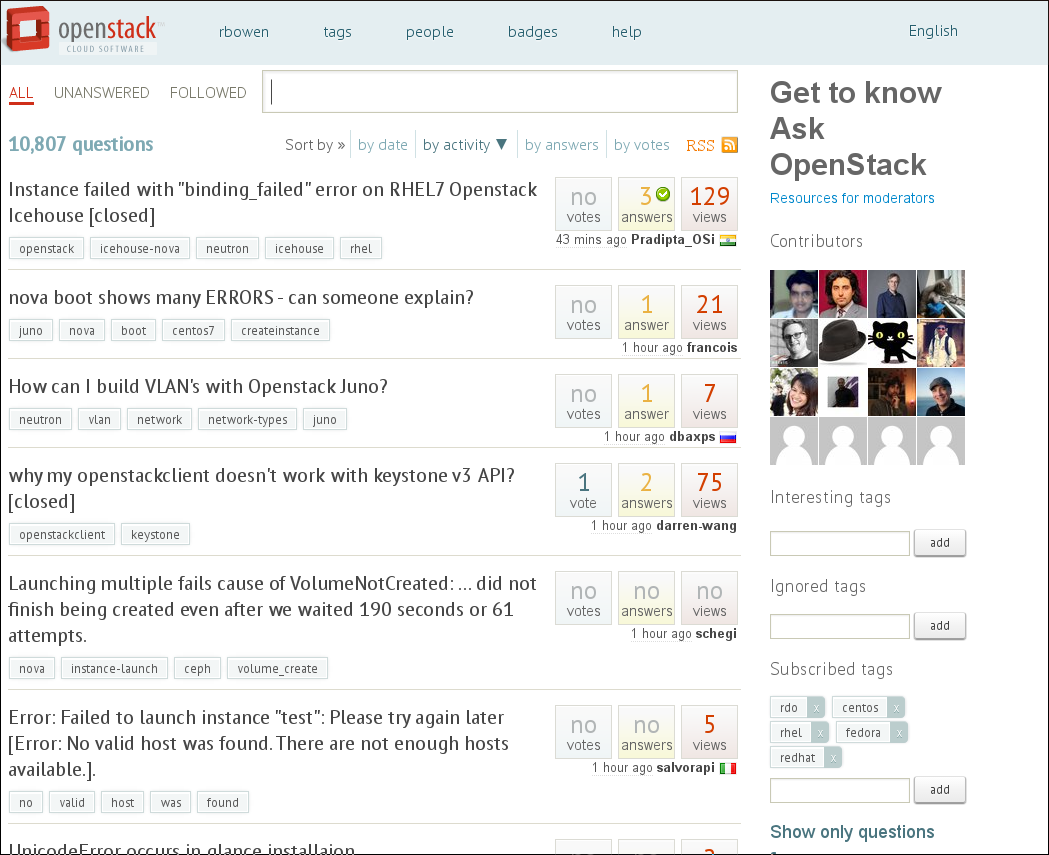 openstack
CLOUD SOFTWARE
rbowen tags people badges help English
ALL UNANSWERED FOLLOWED
10,807 questions
Sort by » by date by activity ▼ by answers by votes RSS
Instance failed with "binding_failed" error on RHEL7 Openstack
Icehouse [closed]
openstack icehouse-nova neutron icehouse rhel
no 3 129
votes answers views
43 mins ago Pradipta_OSi
nova boot shows many ERRORS - can someone explain?
juno nova boot centos7 createinstance
no 1 21
votes answer views
1 hour ago francois
How can I build VLAN's with Openstack Juno?
neutron vlan network network-types juno
no 1 7
votes answer views
1 hour ago dbaxps
why my openstackclient doesn't work with keystone v3 API?
[closed]
openstackclient keystone
1 2 75
vote answers views
1 hour ago darren-wang
Launching multiple fails cause of VolumeNotCreated: ... did not
finish being created even after we waited 190 seconds or 61
attempts.
nova instance-launch ceph volume_create
no no no
votes answers views
1 hour ago schegi
Error: Failed to launch instance "test": Please try again later
[Error: No valid host was found. There are not enough hosts
available.].
no valid host was found
no no 5
votes answers views
1 hour ago salvorapi
UnicodeError occurs in glance installaion
Get to know
Ask
OpenStack
Resources for moderators
Contributors
Interesting tags
add
Ignored tags
add
Subscribed tags
rdo x centos x
rhel x fedora x
redhat x
add
Show only questions